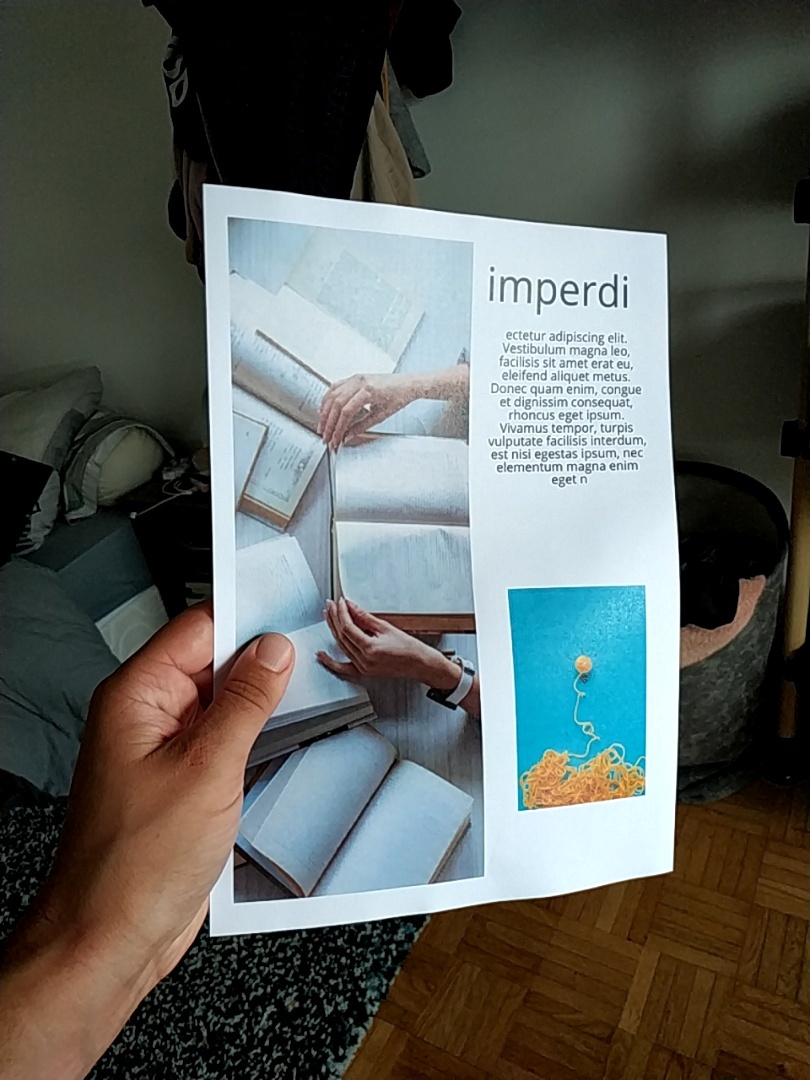 imperdi
ectetur adipiscing elit.
Vestibulum magna leo,
facilisis sit amet erat eu,
eleifend aliquet metus.
Donec quam enim, congue
et dignissim consequat,
rhoncus eget ipsum.
Vivamus tempor, turpis
vulputate facilisis interdum,
est nisi egestas ipsum, nec
elementum magna enim
eget n